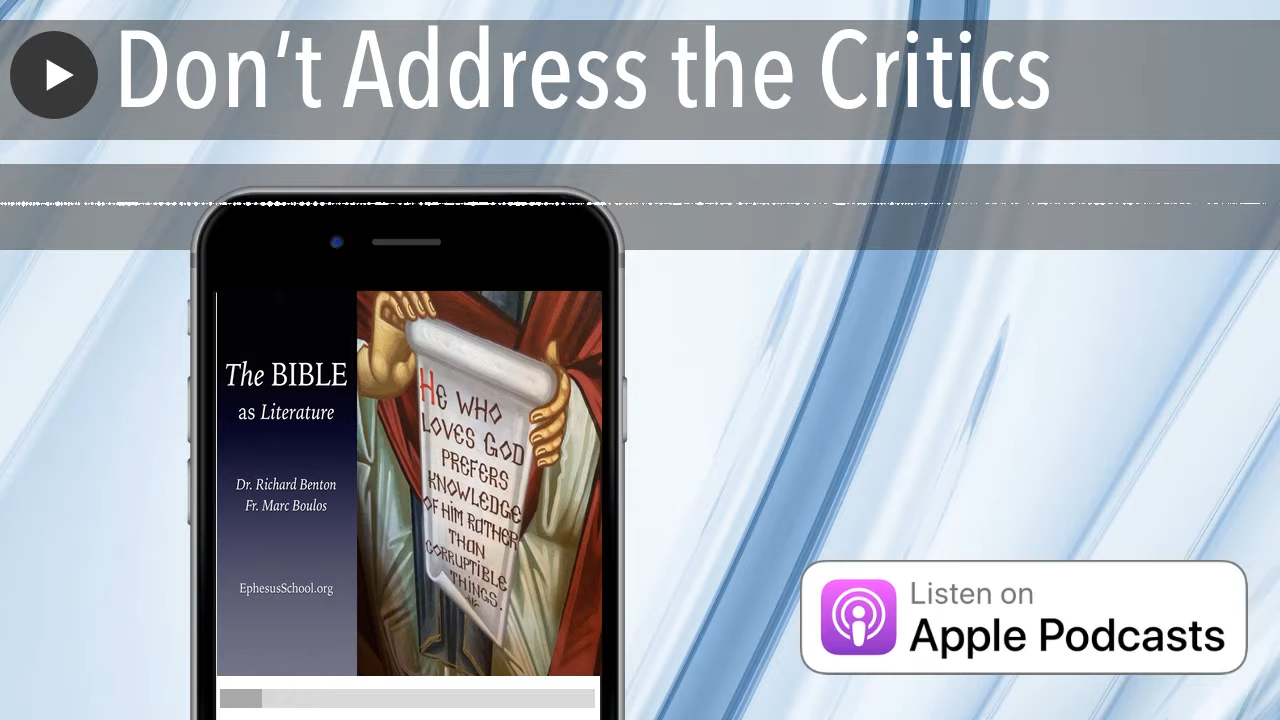 Don’t Address the Critics
The BIBLE
as Literature
Dr. Richard Benton
Fr. Marc Boulos
EphesusSchool.org
HE WHO
LOVES GOD
PREFERS
KNOWLEDGE
OF HIM RATHER
THAN
CORRUPTIBLE
THINGS.
Listen on
Apple Podcasts